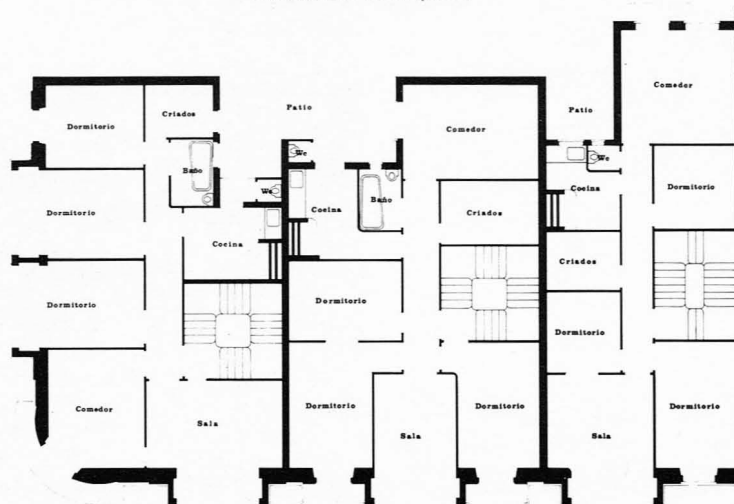 Comedor
Patio
Patio
Criados
Dormitorio
Comedor
Wc
Wc
Baño
Dormitorio
Wc
Baño
Cocina
Cocina
Dormitorio
Criados
Cocina
Criados
Dormitorio
Dormitorio
Dormitorio
Comedor
Sala
Dormitorio
Sala
Dormitorio
Sala
Dormitorio